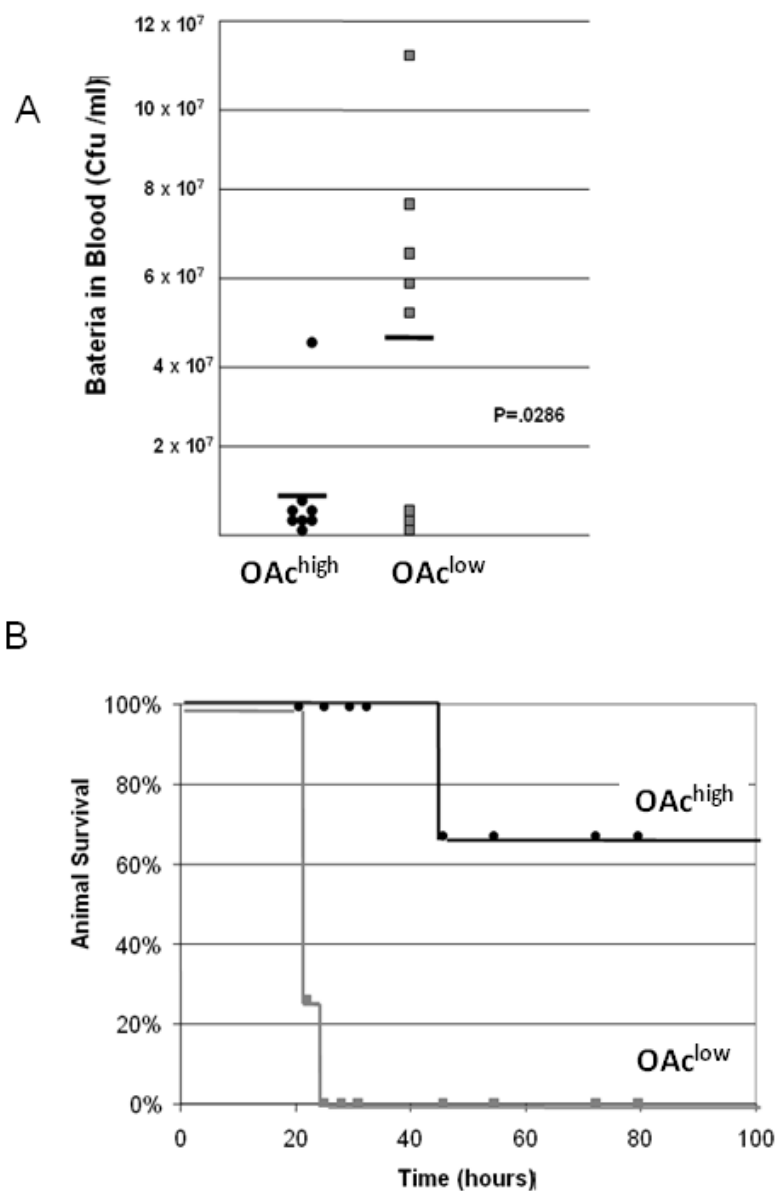 A
Bateria in Blood (Cfu /ml)
12 x 10⁷
10 x 10⁷
8 x 10⁷
6 x 10⁷
4 x 10⁷
2 x 10⁷
P=.0286
OAc^high OAc^low
B
Animal Survival
100%
80%
60%
40%
20%
0%
OAc^high
OAc^low
0 20 40 60 80 100
Time (hours)